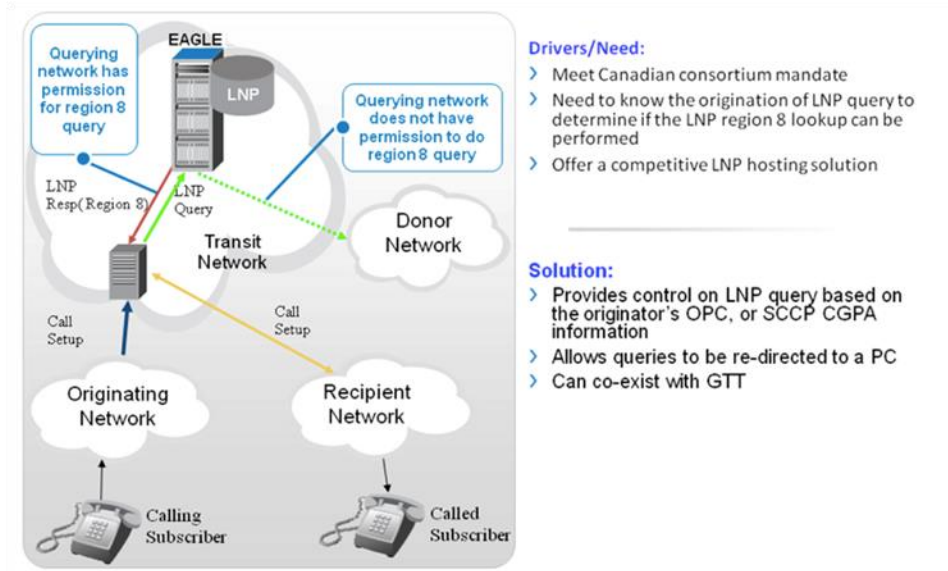 EAGLE
Querying
network has
permission
for region 8
query
LNP
Querying network
does not have
permission to do
region 8 query
LNP
Resp(Region 8)
LNP
Query
Donor
Network
Transit
Network
Call
Setup
Call
Setup
Originating
Network
Recipient
Network
Calling
Subscriber
Called
Subscriber
Drivers/Need:
› Meet Canadian consortium mandate
› Need to know the origination of LNP query to
determine if the LNP region 8 lookup can be
performed
› Offer a competitive LNP hosting solution
Solution:
› Provides control on LNP query based on
the originator's OPC, or SCCP CGPA
information
› Allows queries to be re-directed to a PC
› Can co-exist with GTT